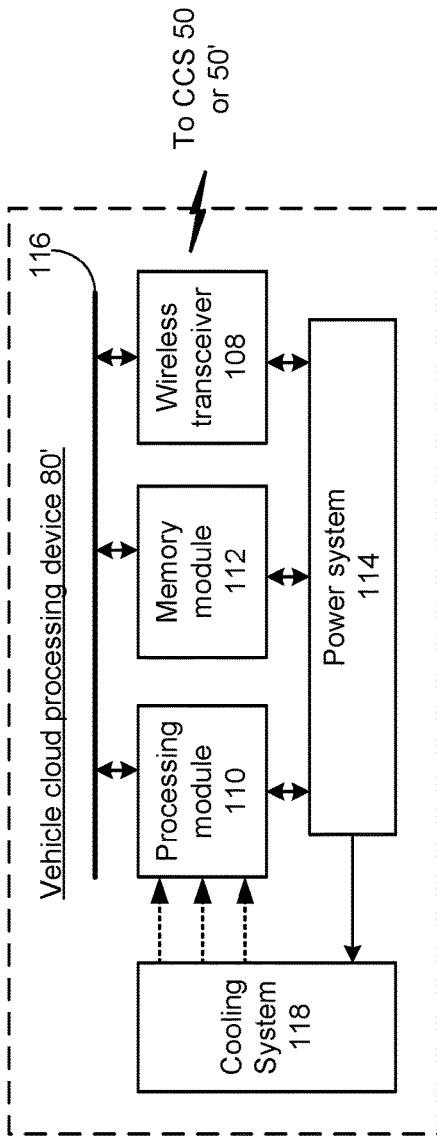 Vehicle cloud processing device 80'
116
To CCS 50
or 50'
Cooling
System
118
Processing
module
110
Memory
module
112
Wireless
transceiver
108
Power system
114